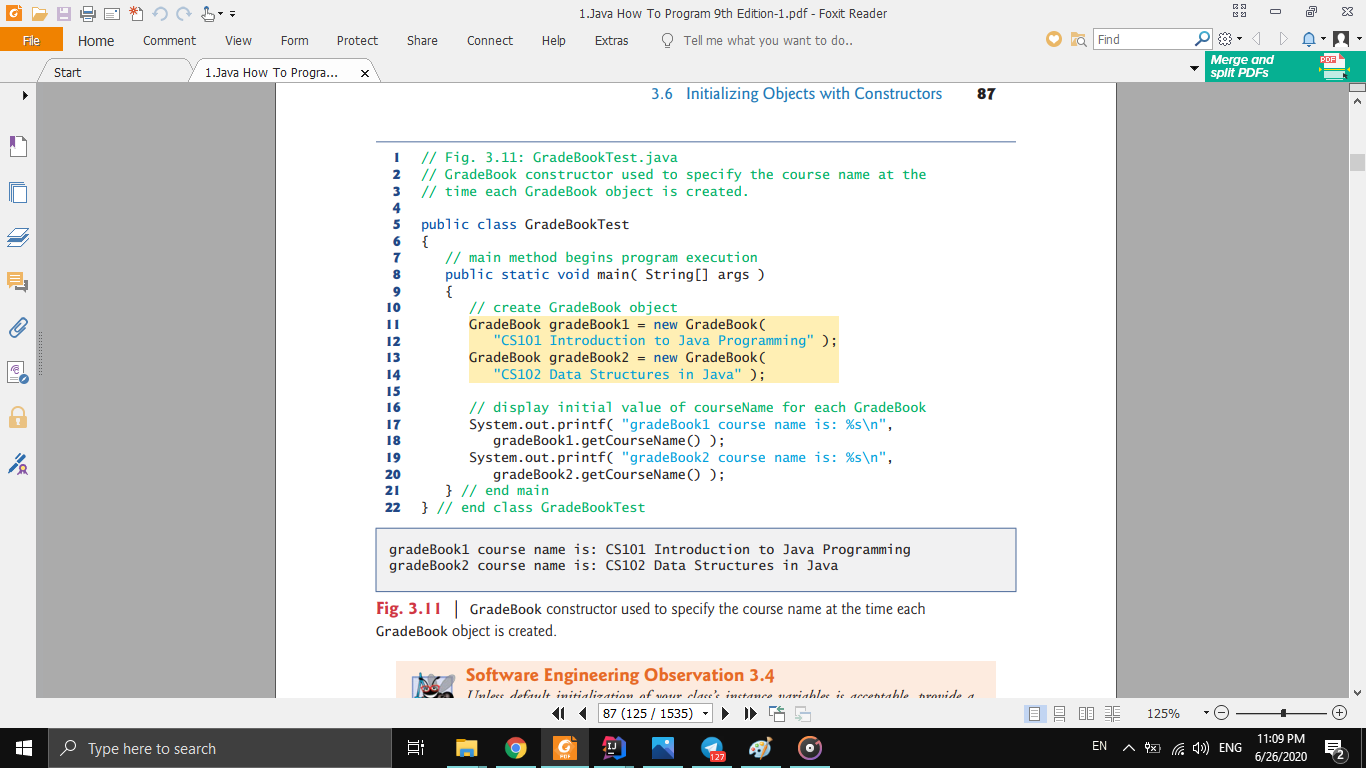 1.Java How To Program 9th Edition-1.pdf - Foxit Reader
File Home Comment View Form Protect Share Connect Help Extras Tell me what you want to do.. Find
Start 1.Java How To Progra... Merge and
split PDFs
PDF
3.6 Initializing Objects with Constructors 87
1 // Fig. 3.11: GradeBookTest.java
2 // GradeBook constructor used to specify the course name at the
3 // time each GradeBook object is created.
4
5 public class GradeBookTest
6 {
7 // main method begins program execution
8 public static void main( String[] args )
9 {
10 // create GradeBook object
11 GradeBook gradeBook1 = new GradeBook(
12 "CS101 Introduction to Java Programming" );
13 GradeBook gradeBook2 = new GradeBook(
14 "CS102 Data Structures in Java" );
15
16 // display initial value of courseName for each GradeBook
17 System.out.printf( "gradeBook1 course name is: %s\n",
18 gradeBook1.getCourseName() );
19 System.out.printf( "gradeBook2 course name is: %s\n",
20 gradeBook2.getCourseName() );
21 } // end main
22 } // end class GradeBookTest
gradeBook1 course name is: CS101 Introduction to Java Programming
gradeBook2 course name is: CS102 Data Structures in Java
Fig. 3.11 | GradeBook constructor used to specify the course name at the time each
GradeBook object is created.
Software Engineering Observation 3.4
Unless default initialization of your class's instance variables is acceptable, provide a
87 (125 / 1535) 125%
Type here to search 127 EN ENG 11:09 PM
6/26/2020 2